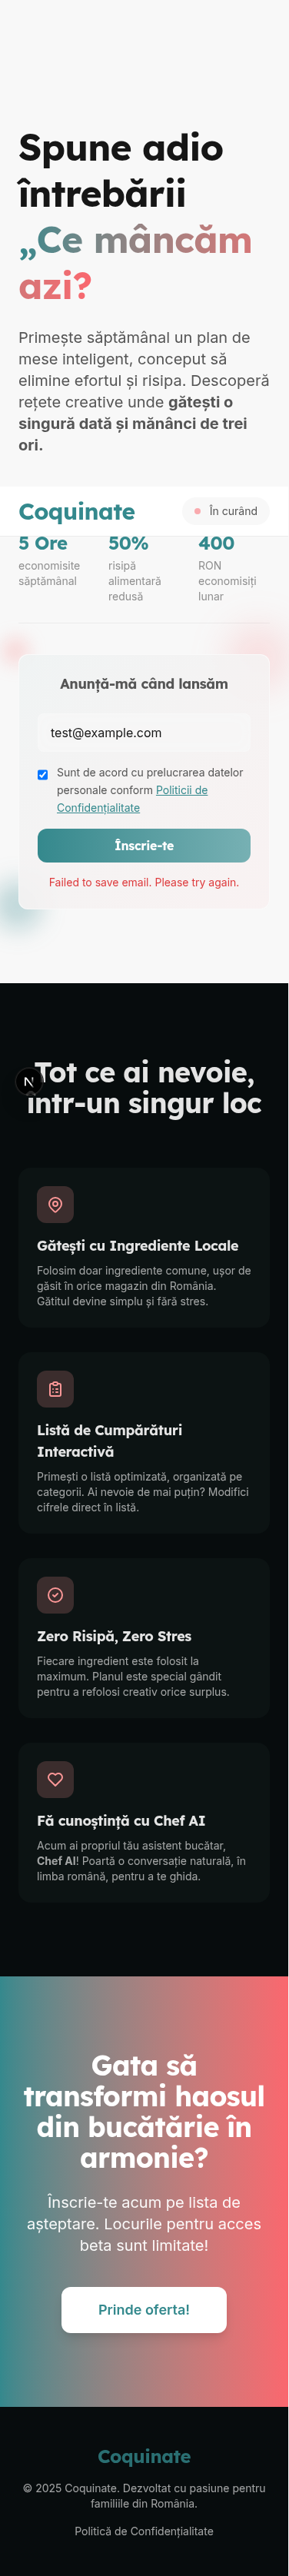 Spune adio
întrebării
„Ce mâncăm
azi?
Primește săptămânal un plan de
mese inteligent, conceput să
elimine efortul și risipa. Descoperă
rețete creative unde gătești o
singură dată și mănânci de trei
ori.
Coquinate
În curând
5 Ore
economisite
săptămânal
50%
risipă
alimentară
redusă
400
RON
economisiți
lunar
Anunță-mă când lansăm
test@example.com
Sunt de acord cu prelucrarea datelor
personale conform Politicii de
Confidențialitate
Înscrie-te
Failed to save email. Please try again.
N
Tot ce ai nevoie,
într-un singur loc
Gătești cu Ingrediente Locale
Folosim doar ingrediente comune, ușor de
găsit în orice magazin din România.
Gătitul devine simplu și fără stres.
Listă de Cumpărături
Interactivă
Primești o listă optimizată, organizată pe
categorii. Ai nevoie de mai puțin? Modifici
cifrele direct în listă.
Zero Risipă, Zero Stres
Fiecare ingredient este folosit la
maximum. Planul este special gândit
pentru a refolosi creativ orice surplus.
Fă cunoștință cu Chef AI
Acum ai propriul tău asistent bucătar,
Chef AI! Poartă o conversație naturală, în
limba română, pentru a te ghida.
Gata să
transformi haosul
din bucătărie în
armonie?
Înscrie-te acum pe lista de
așteptare. Locurile pentru acces
beta sunt limitate!
Prinde oferta!
Coquinate
© 2025 Coquinate. Dezvoltat cu pasiune pentru
familiile din România.
Politică de Confidențialitate